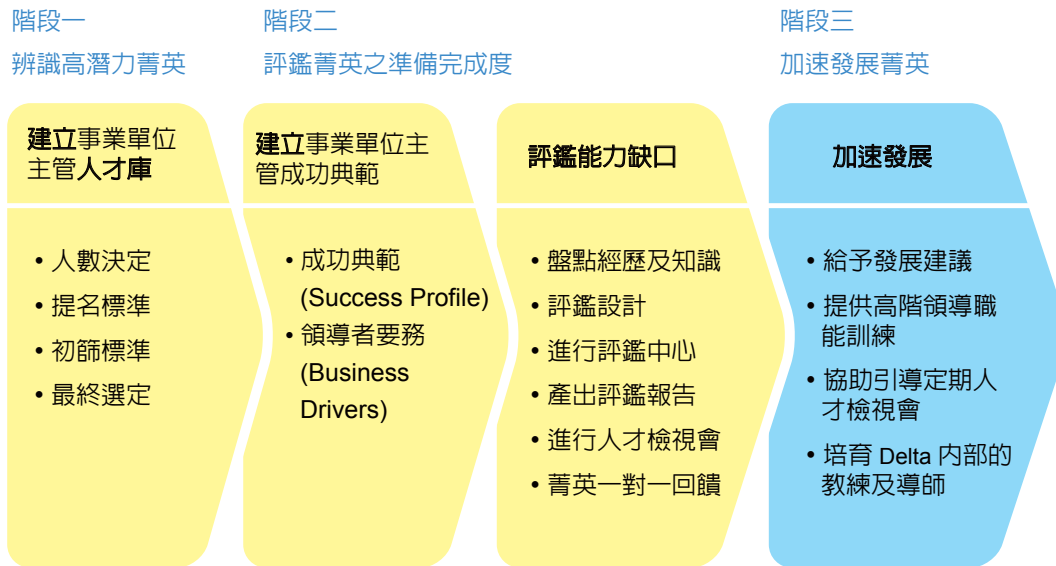 階段一
辨識高潛力菁英
階段二
評鑑菁英之準備完成度
階段三
加速發展菁英
建立事業單位
主管人才庫
• 人數決定
• 提名標準
• 初師標準
• 最終選定
建立事業單位主
管成功典範
• 成功典範
(Success Profile)
• 領導者要務
(Business
Drivers)
評鑑能力缺口
• 盤點經歷及知識
• 評鑑設計
• 進行評鑑中心
• 產出評鑑報告
• 進行人才檢視會
• 菁英一對一回饋
加速發展
• 給予發展建議
• 提供高階領導職
能訓練
• 協助引導定期人
才檢視會
• 培育 Delta 內部的
教練及導師